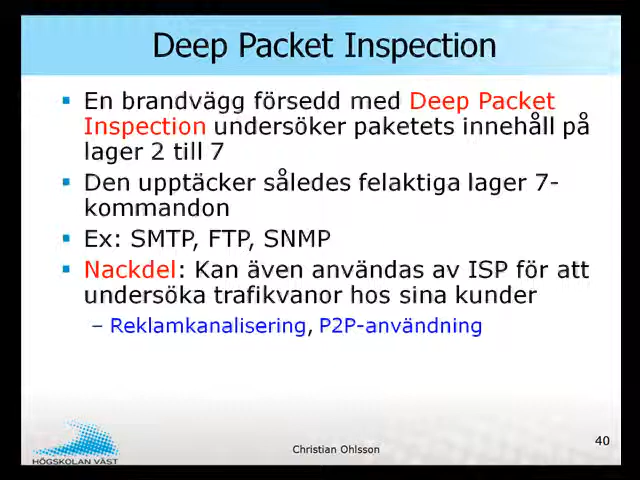 Deep Packet Inspection
En brandvägg försedd med Deep Packet
Inspection undersöker paketets innehåll på
lager 2 till 7
Den upptäcker således felaktiga lager 7-
kommandon
Ex: SMTP, FTP, SNMP
Nackdel: Kan även användas av ISP för att
undersöka trafikvanor hos sina kunder
– Reklamkanalisering, P2P-användning
HÖGSKOLAN VÄST
Christian Ohlsson
40